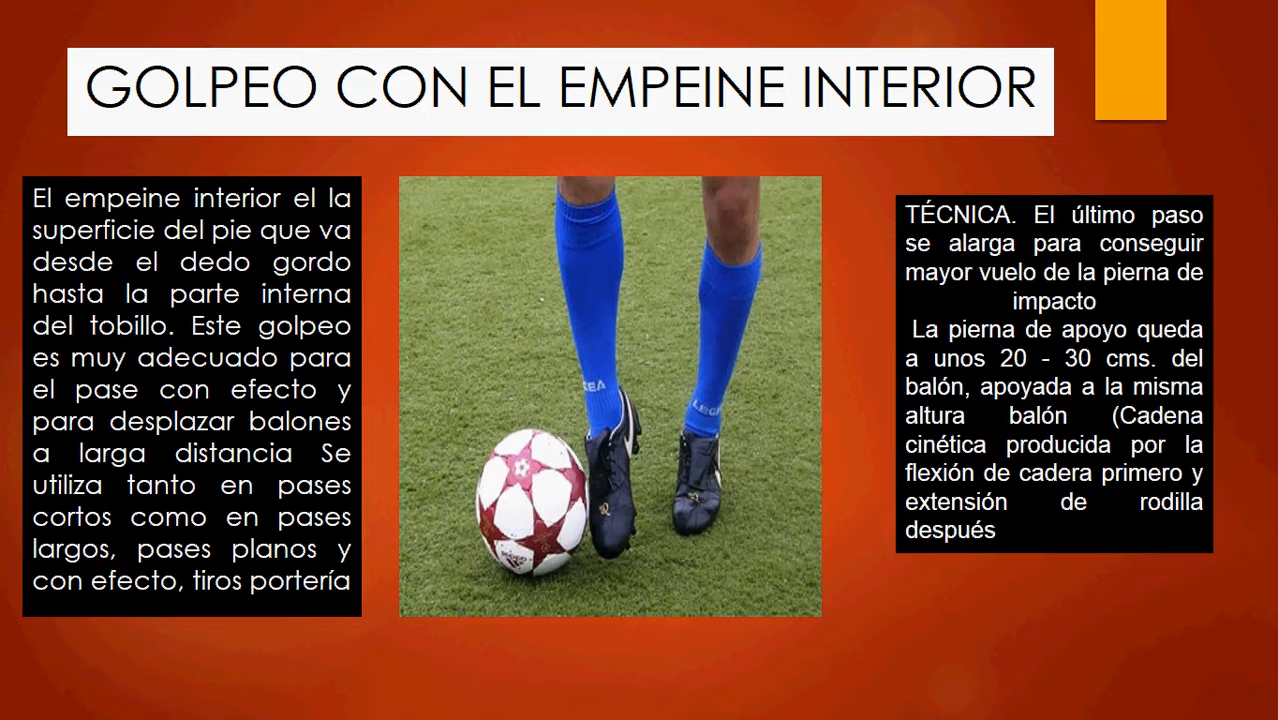 GOLPEO CON EL EMPEINE INTERIOR
El empeine interior el la
superficie del pie que va
desde el dedo gordo
hasta la parte interna
del tobillo. Este golpeo
es muy adecuado para
el pase con efecto y
para desplazar balones
a larga distancia Se
utiliza tanto en pases
cortos como en pases
largos, pases planos y
con efecto, tiros portería
TÉCNICA. El último paso
se alarga para conseguir
mayor vuelo de la pierna de
impacto
La pierna de apoyo queda
a unos 20 - 30 cms. del
balón, apoyada a la misma
altura balón (Cadena
cinética producida por la
flexión de cadera primero y
extensión de rodilla
después